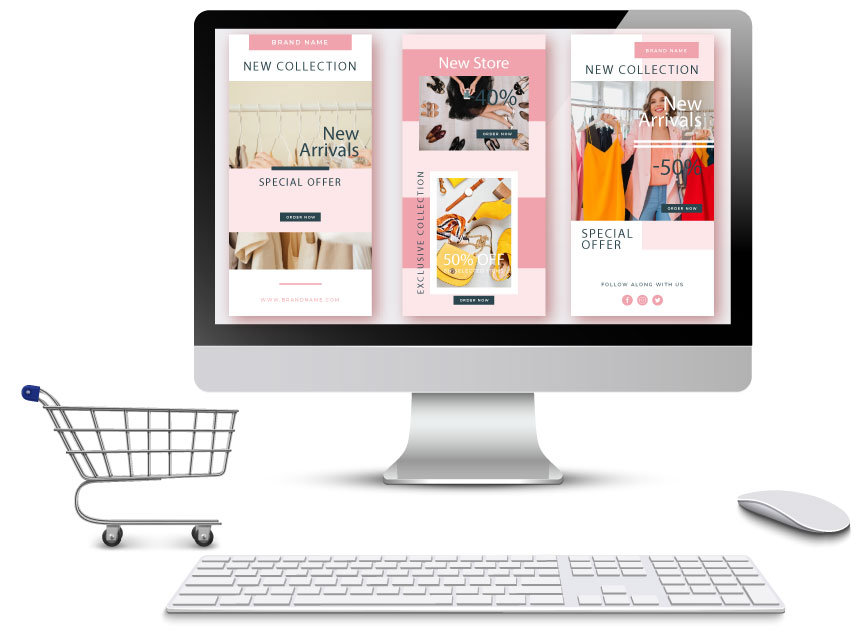 BRAND NAME
NEW COLLECTION
New
Arrivals
SPECIAL OFFER
ORDER NOW
WWW.BRANDNAME.COM
New Store
-40%
ORDER NOW
EXCLUSIVE COLLECTION
50% OFF
ORDER NOW
BRAND NAME
NEW COLLECTION
New
Arrivals
-50%
ORDER NOW
SPECIAL
OFFER
FOLLOW ALONG WITH US